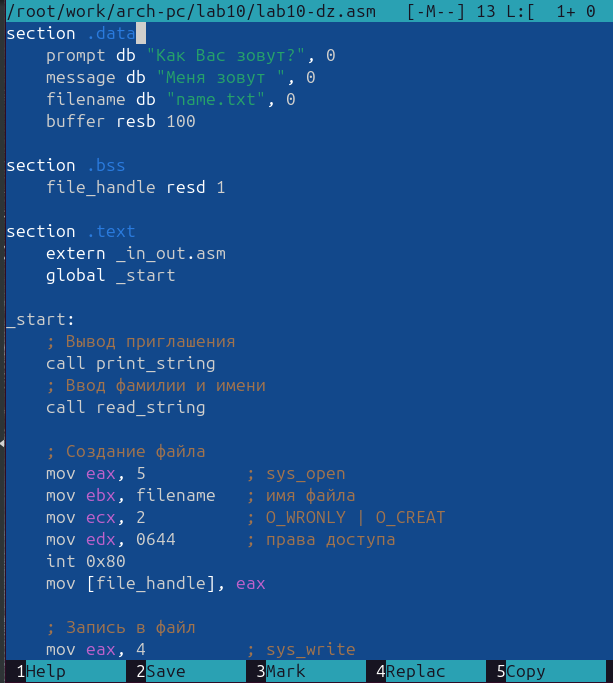 /root/work/arch-pc/lab10/lab10-dz.asm   [-M--] 13 L:[  1+ 0
section .data
    prompt db "Как Вас зовут?", 0
    message db "Меня зовут ", 0
    filename db "name.txt", 0
    buffer resb 100

section .bss
    file_handle resd 1

section .text
    extern _in_out.asm
    global _start

_start:
    ; Вывод приглашения
    call print_string
    ; Ввод фамилии и имени
    call read_string

    ; Создание файла
    mov eax, 5          ; sys_open
    mov ebx, filename   ; имя файла
    mov ecx, 2          ; O_WRONLY | O_CREAT
    mov edx, 0644       ; права доступа
    int 0x80
    mov [file_handle], eax

    ; Запись в файл
    mov eax, 4          ; sys_write
1Help 2Save 3Mark 4Replac 5Copy